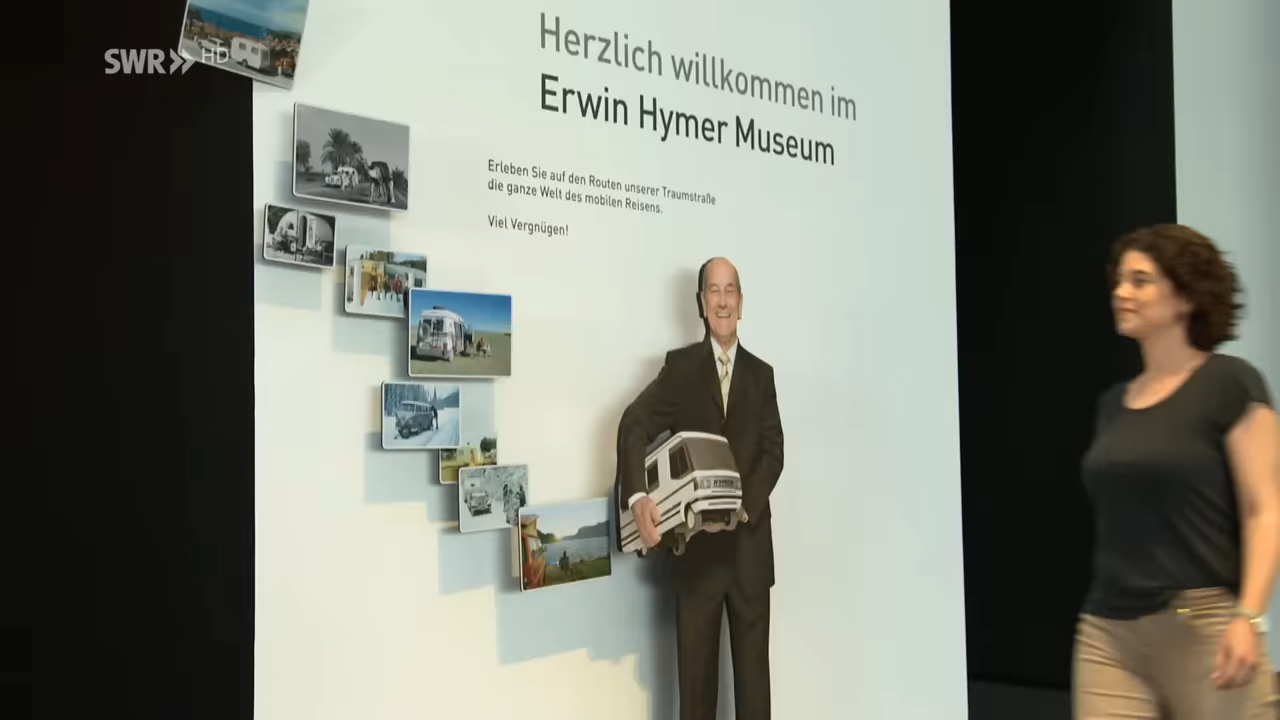 SWR HD
Herzlich willkommen im
Erwin Hymer Museum
Erleben Sie auf den Routen unserer Traumstraße
die ganze Welt des mobilen Reisens.
Viel Vergnügen!
HYMER